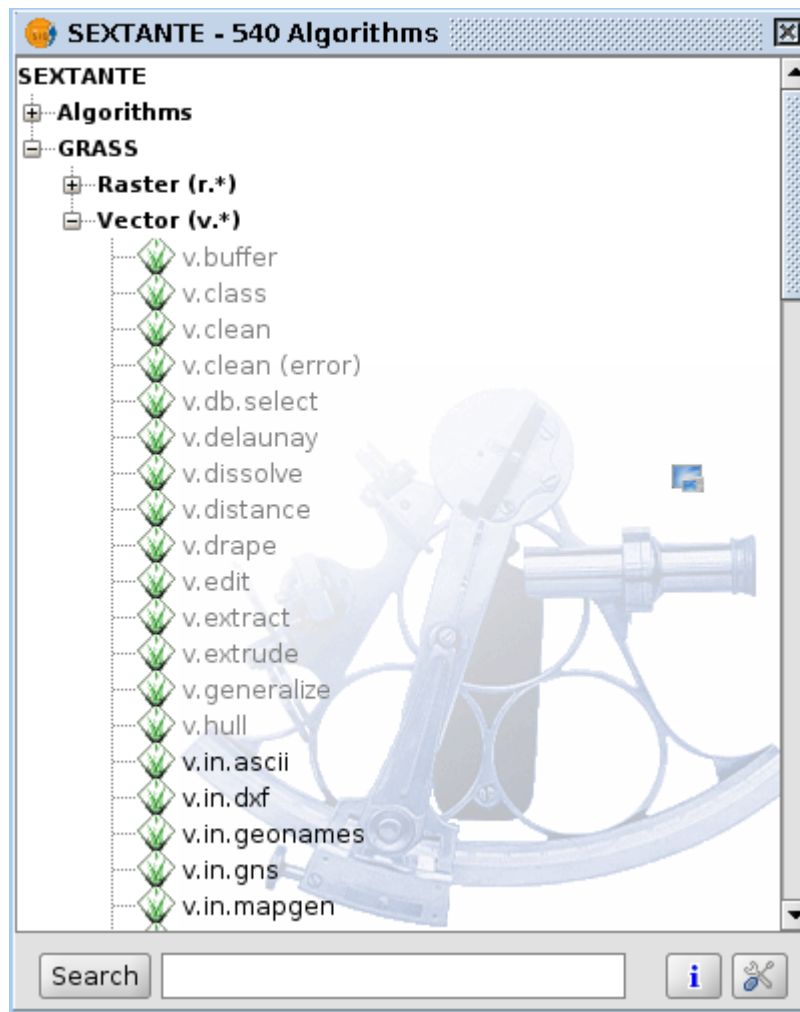 SEXTANTE - 540 Algorithms
SEXTANTE
Algorithms
GRASS
Raster (r.*)
Vector (v.*)
v.buffer
v.class
v.clean
v.clean (error)
v.db.select
v.delaunay
v.dissolve
v.distance
v.drape
v.edit
v.extract
v.extrude
v.generalize
v.hull
v.in.ascii
v.in.dxf
v.in.geonames
v.in.gns
v.in.mapgen
Search
i